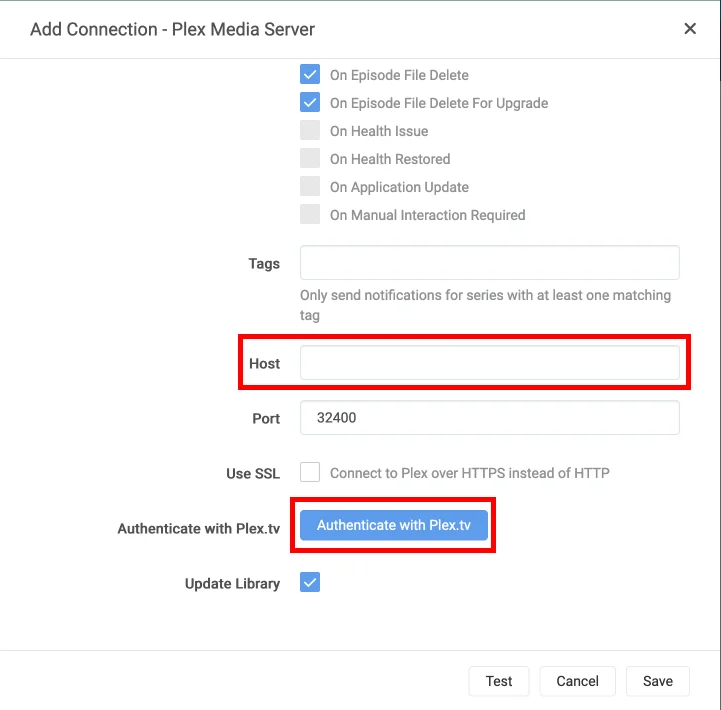 Add Connection - Plex Media Server
On Episode File Delete
On Episode File Delete For Upgrade
On Health Issue
On Health Restored
On Application Update
On Manual Interaction Required
Tags
Only send notifications for series with at least one matching
tag
Host
Port 32400
Use SSL Connect to Plex over HTTPS instead of HTTP
Authenticate with Plex.tv Authenticate with Plex.tv
Update Library
Test Cancel Save